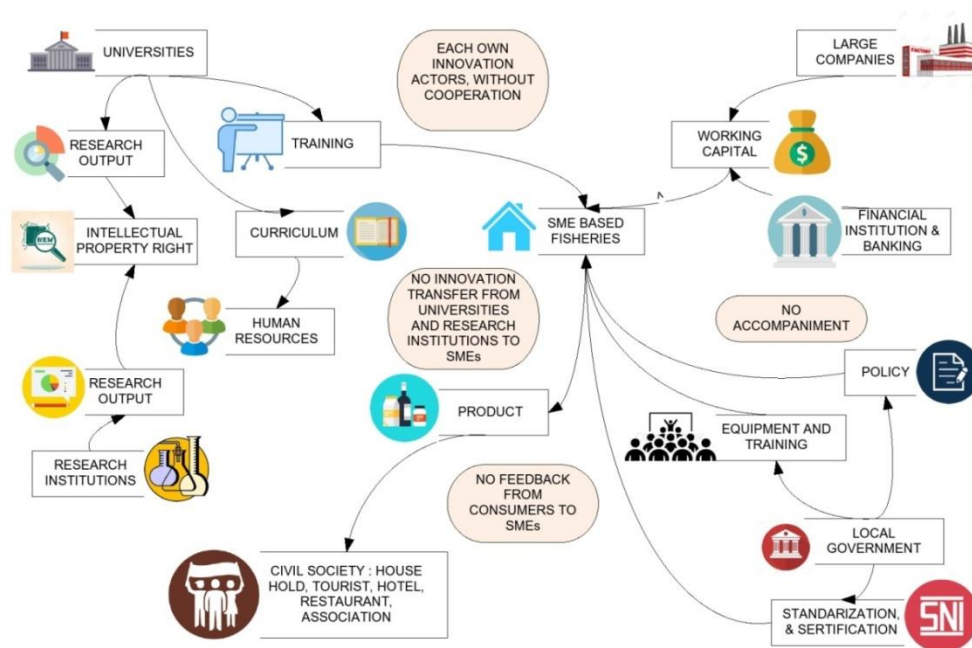 UNIVERSITIES
EACH OWN
INNOVATION
ACTORS, WITHOUT
COOPERATION
LARGE
COMPANIES
FACTORY
RESEARCH
OUTPUT
TRAINING
WORKING
CAPITAL
$
NEW
INTELLECTUAL
PROPERTY RIGHT
CURRICULUM
SME BASED
FISHERIES
FINANCIAL
INSTITUTION &
BANKING
HUMAN
RESOURCES
NO INNOVATION
TRANSFER FROM
UNIVERSITIES
AND RESEARCH
INSTITUTIONS TO
SMEs
NO
ACCOMPANIMENT
RESEARCH
OUTPUT
PRODUCT
POLICY
EQUIPMENT AND
TRAINING
RESEARCH
INSTITUTIONS
NO FEEDBACK
FROM
CONSUMERS TO
SMEs
LOCAL
GOVERNMENT
CIVIL SOCIETY : HOUSE
HOLD, TOURIST, HOTEL,
RESTAURANT,
ASSOCIATION
STANDARIZATION,
& SERTIFICATION
SNI